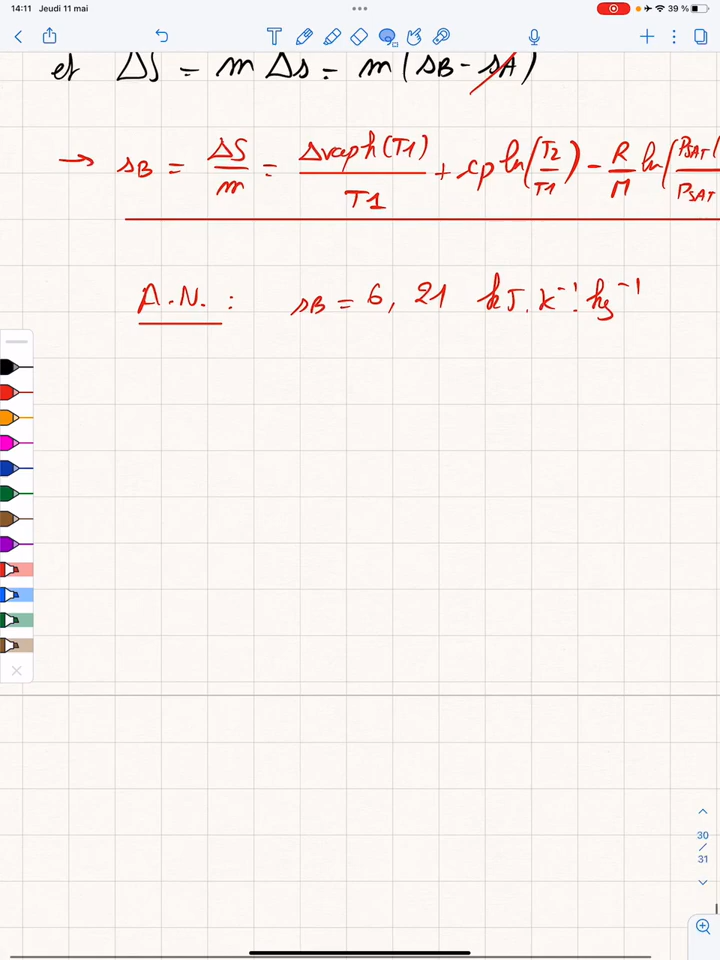 14:11 Jeudi 11 mai 39 %
et ΔS = m Δs = m (sB - sA)
→ sB = ΔS/m = Δvaph(T1)/T1 + cp ln(T2/T1) - R/M ln(PSAT(/PSAT
A.N. : sB = 6,21 kJ.K⁻¹.kg⁻¹
30
/
31